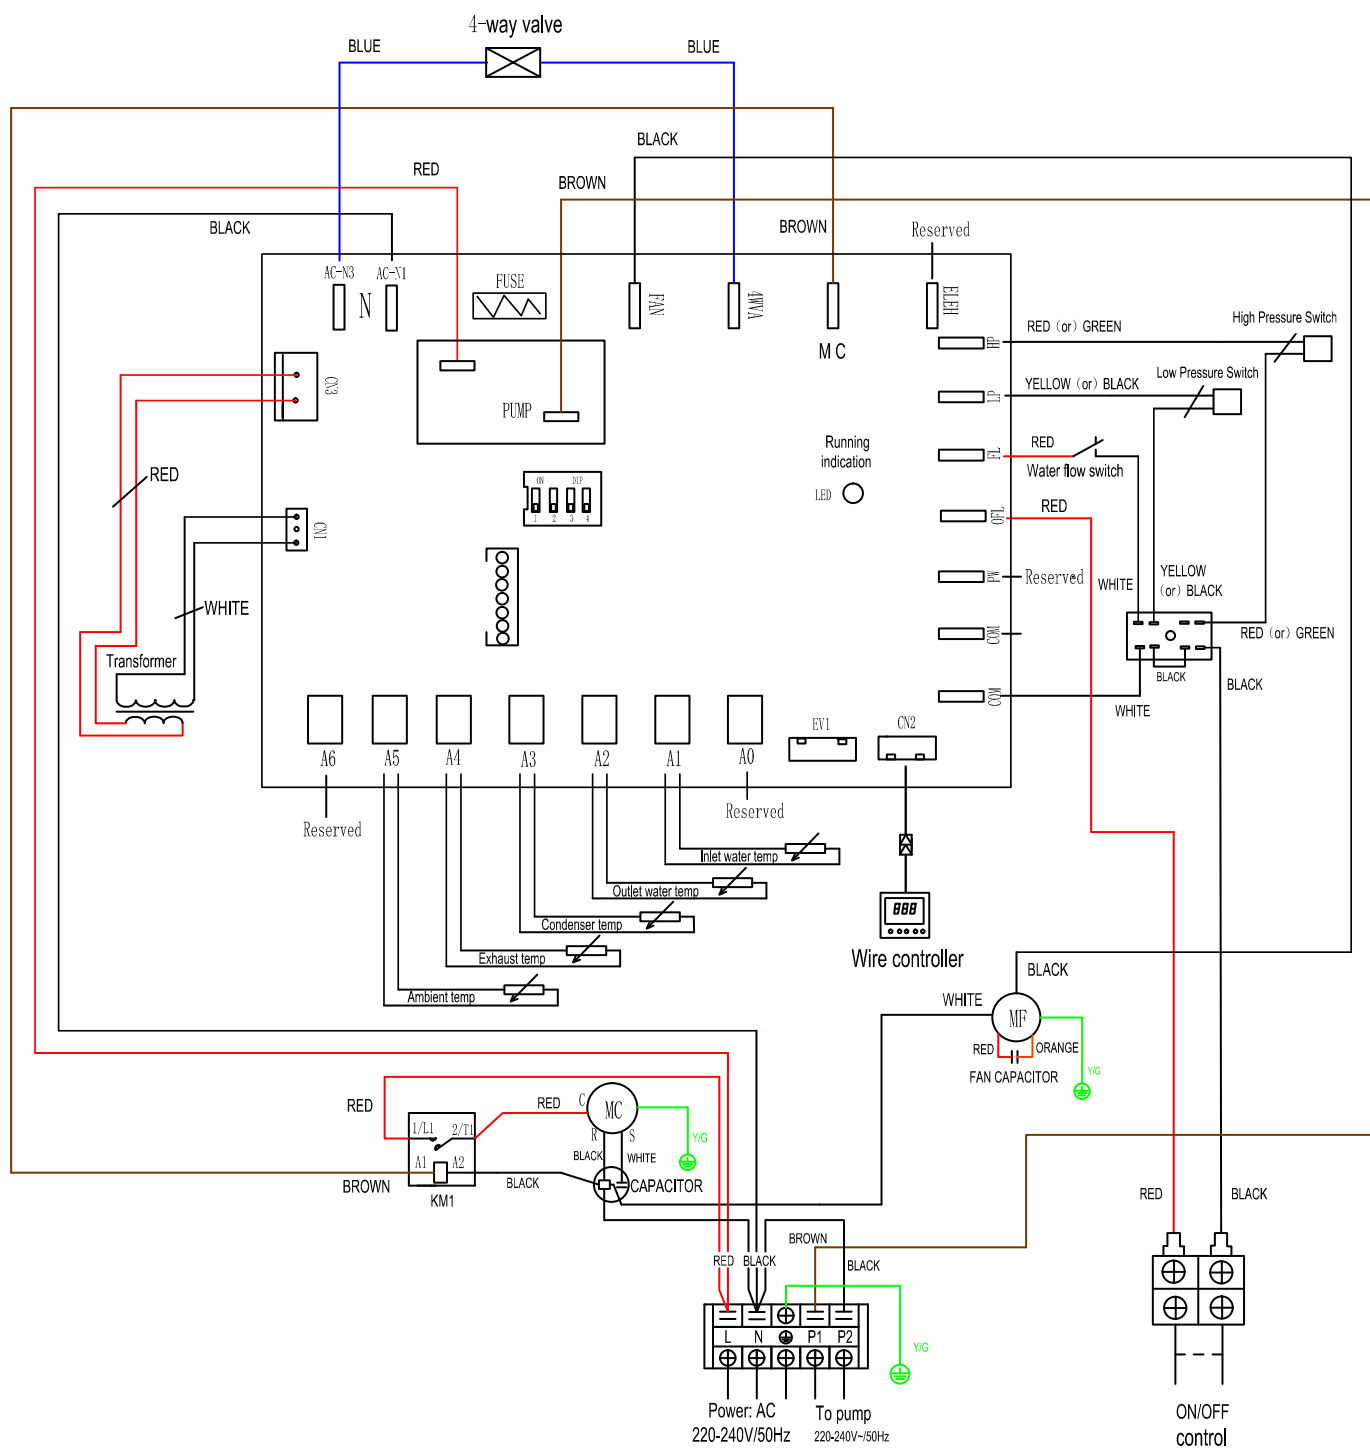 4-way valve
BLUE
BLUE
BLACK
RED
BROWN
BLACK
BROWN
Reserved
AC-N3
AC-N1
N
FUSE
FAN
4WVA
M C
ELEH
HP
RED (or) GREEN
High Pressure Switch
CN3
PUMP
LP
YELLOW (or) BLACK
Low Pressure Switch
Running
indication
LED
FL
RED
Water flow switch
RED
ON
DIP
1
2
3
4
OFL
RED
CN1
WHITE
PW
Reserved
WHITE
YELLOW
(or) BLACK
COM
RED (or) GREEN
Transformer
BLACK
BLACK
COM
WHITE
A6
A5
A4
A3
A2
A1
A0
EV1
CN2
Reserved
Reserved
Inlet water temp
Outlet water temp
Condenser temp
Exhaust temp
Ambient temp
888
Wire controller
BLACK
WHITE
MF
RED
ORANGE
FAN CAPACITOR
Y/G
RED
RED
C
MC
R
S
Y/G
1/L1
2/T1
A1
A2
BLACK
WHITE
BROWN
KM1
BLACK
CAPACITOR
RED
BLACK
BROWN
BLACK
RED
BLACK
L
N
P1
P2
Y/G
Power: AC
220-240V/50Hz
To pump
220-240V~/50Hz
ON/OFF
control